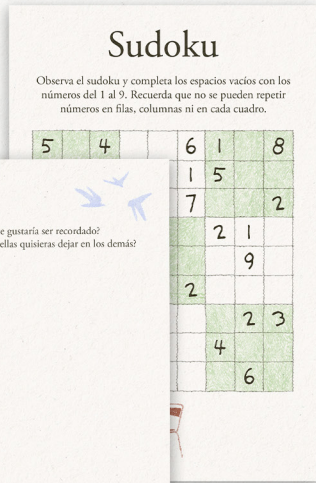 Sudoku
Observa el sudoku y completa los espacios vacíos con los
números del 1 al 9. Recuerda que no se pueden repetir
números en filas, columnas ni en cada cuadro.
5 4 6 1 8
1 5
7 2
2 1
9
2
2 3
4
6
e gustaría ser recordado?
ellas quisieras dejar en los demás?